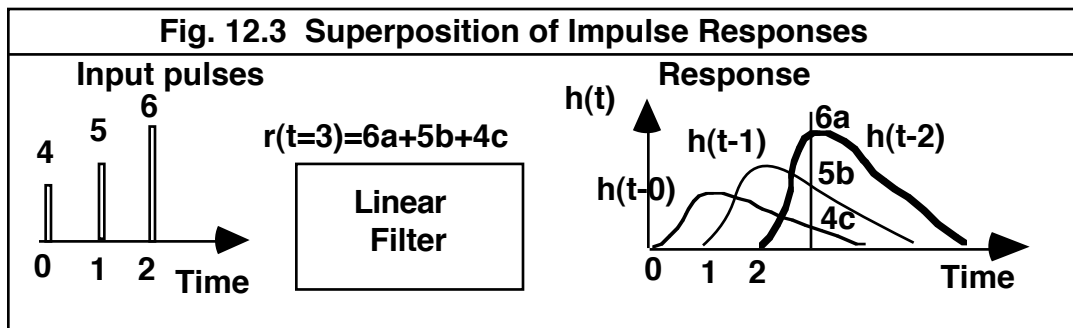 Fig. 12.3 Superposition of Impulse Responses
Input pulses
4
5
6
0
1
2
Time
r(t=3)=6a+5b+4c
Linear
Filter
Response
h(t)
h(t-0)
h(t-1)
h(t-2)
6a
5b
4c
0
1
2
Time